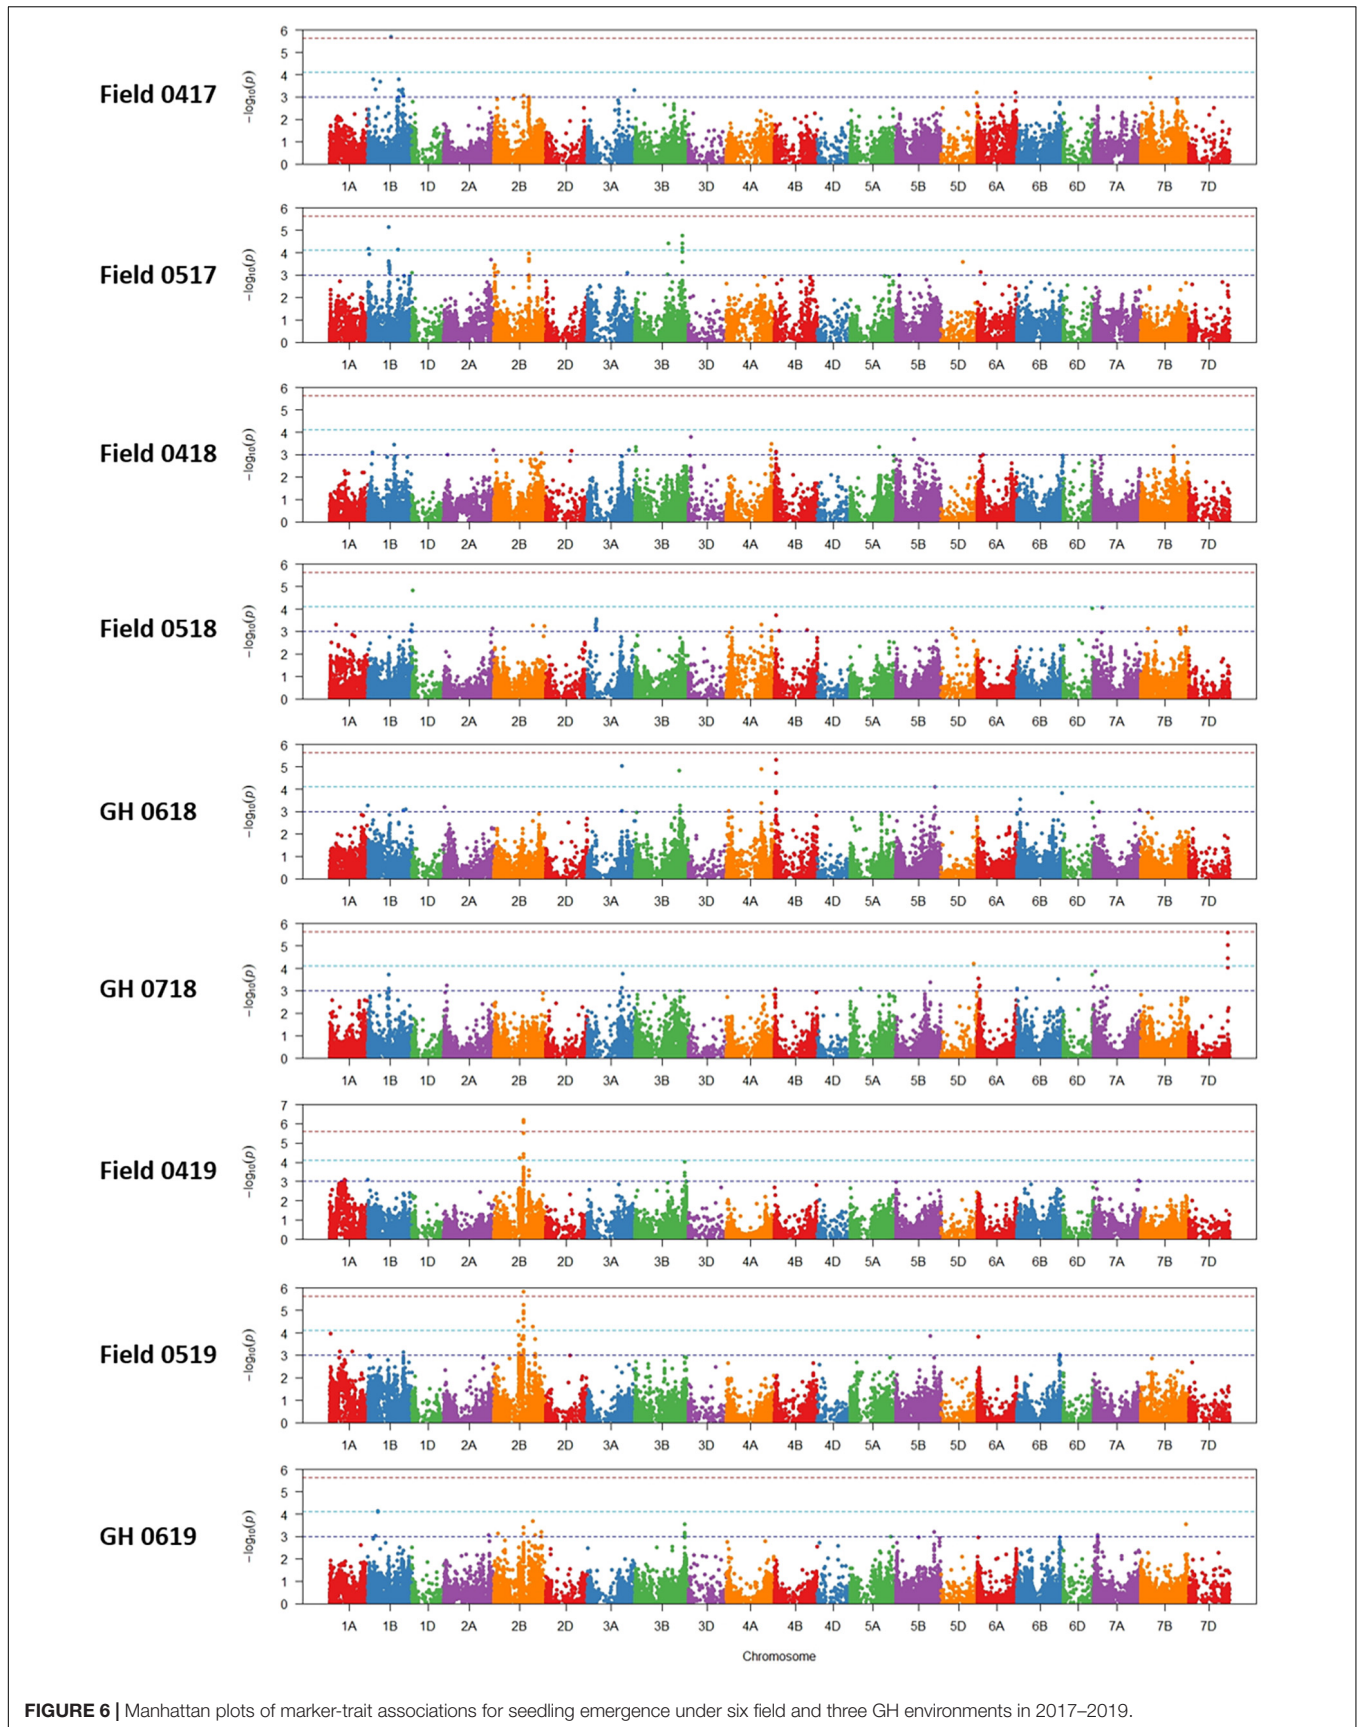 Field 0417
−log10(p)
6
5
4
3
2
1
0
1A 1B 1D 2A 2B 2D 3A 3B 3D 4A 4B 4D 5A 5B 5D 6A 6B 6D 7A 7B 7D
Field 0517
−log10(p)
6
5
4
3
2
1
0
1A 1B 1D 2A 2B 2D 3A 3B 3D 4A 4B 4D 5A 5B 5D 6A 6B 6D 7A 7B 7D
Field 0418
−log10(p)
6
5
4
3
2
1
0
1A 1B 1D 2A 2B 2D 3A 3B 3D 4A 4B 4D 5A 5B 5D 6A 6B 6D 7A 7B 7D
Field 0518
−log10(p)
6
5
4
3
2
1
0
1A 1B 1D 2A 2B 2D 3A 3B 3D 4A 4B 4D 5A 5B 5D 6A 6B 6D 7A 7B 7D
GH 0618
−log10(p)
6
5
4
3
2
1
0
1A 1B 1D 2A 2B 2D 3A 3B 3D 4A 4B 4D 5A 5B 5D 6A 6B 6D 7A 7B 7D
GH 0718
−log10(p)
6
5
4
3
2
1
0
1A 1B 1D 2A 2B 2D 3A 3B 3D 4A 4B 4D 5A 5B 5D 6A 6B 6D 7A 7B 7D
Field 0419
−log10(p)
7
6
5
4
3
2
1
0
1A 1B 1D 2A 2B 2D 3A 3B 3D 4A 4B 4D 5A 5B 5D 6A 6B 6D 7A 7B 7D
Field 0519
−log10(p)
6
5
4
3
2
1
0
1A 1B 1D 2A 2B 2D 3A 3B 3D 4A 4B 4D 5A 5B 5D 6A 6B 6D 7A 7B 7D
GH 0619
−log10(p)
6
5
4
3
2
1
0
1A 1B 1D 2A 2B 2D 3A 3B 3D 4A 4B 4D 5A 5B 5D 6A 6B 6D 7A 7B 7D
Chromosome
FIGURE 6 | Manhattan plots of marker-trait associations for seedling emergence under six field and three GH environments in 2017–2019.